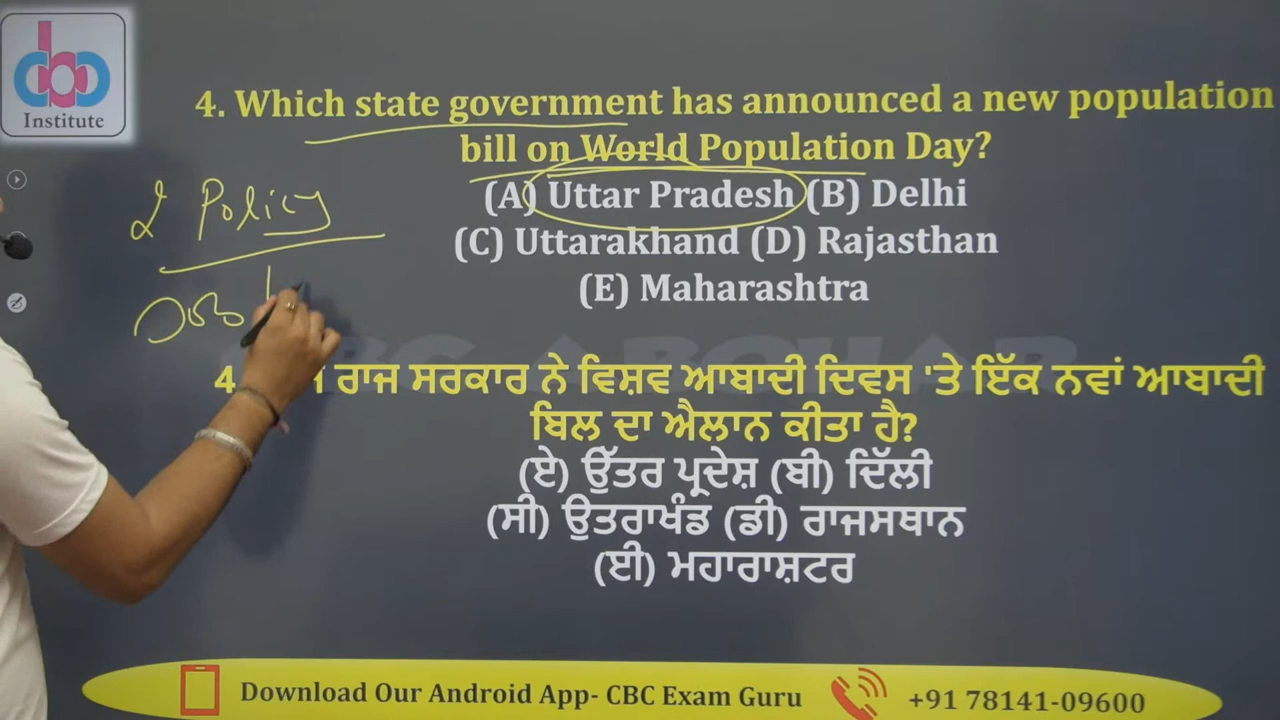 Institute
4. Which state government has announced a new population
bill on World Population Day?
(A) Uttar Pradesh (B) Delhi
(C) Uttarakhand (D) Rajasthan
(E) Maharashtra
2 Policy
4 ਰਾਜ ਸਰਕਾਰ ਨੇ ਵਿਸ਼ਵ ਆਬਾਦੀ ਦਿਵਸ 'ਤੇ ਇੱਕ ਨਵਾਂ ਆਬਾਦੀ
ਬਿਲ ਦਾ ਐਲਾਨ ਕੀਤਾ ਹੈ?
(ਏ) ਉੱਤਰ ਪ੍ਰਦੇਸ਼ (ਬੀ) ਦਿੱਲੀ
(ਸੀ) ਉਤਰਾਖੰਡ (ਡੀ) ਰਾਜਸਥਾਨ
(ਈ) ਮਹਾਰਾਸ਼ਟਰ
Download Our Android App- CBC Exam Guru +91 78141-09600